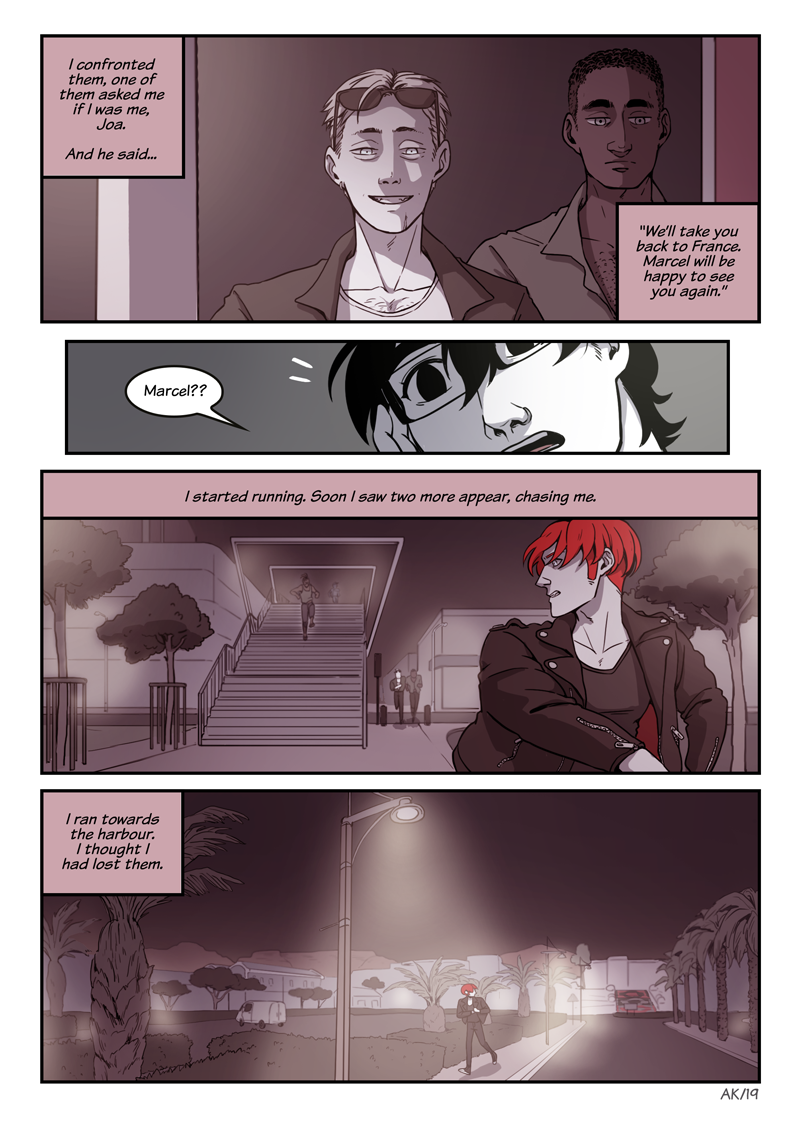 I confronted
them, one of
them asked me
if I was me,
Joa.
And he said...
"We'll take you
back to France.
Marcel will be
happy to see
you again."
Marcel??
I started running. Soon I saw two more appear, chasing me.
I ran towards
the harbour.
I thought I
had lost them.
AK/19